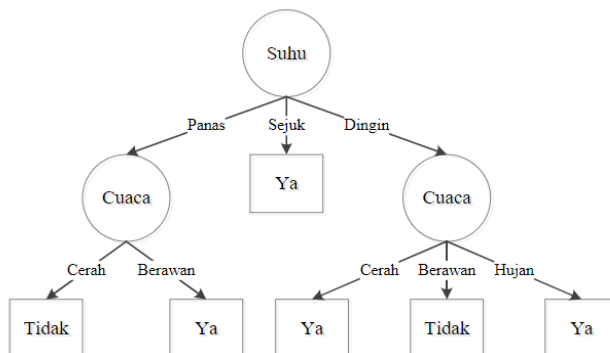 Suhu
Panas Sejuk Dingin
Cuaca Ya Cuaca
Cerah Berawan Cerah Berawan Hujan
Tidak Ya Ya Tidak Ya